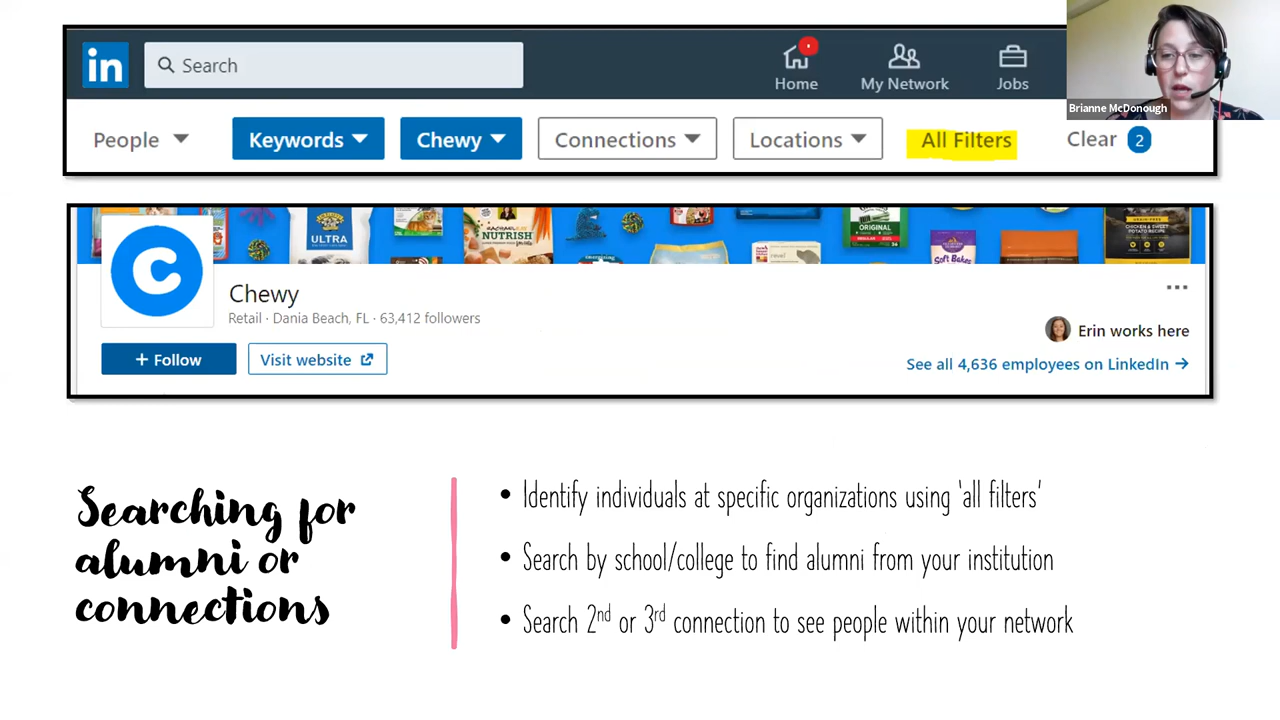 in
Search
Home
My Network
Jobs
Brianne McDonough
People
Keywords
Chewy
Connections
Locations
All Filters
Clear 2
ULTRA
NUTRISH
ORIGINAL
Soft Bakes
CHICKEN & SWEET
POTATO RECIPE
C
Chewy
Retail · Dania Beach, FL · 63,412 followers
Erin works here
+ Follow
Visit website
See all 4,636 employees on LinkedIn →
Searching for
alumni or
connections
• Identify individuals at specific organizations using ‘all filters’
• Search by school/college to find alumni from your institution
• Search 2nd or 3rd connection to see people within your network